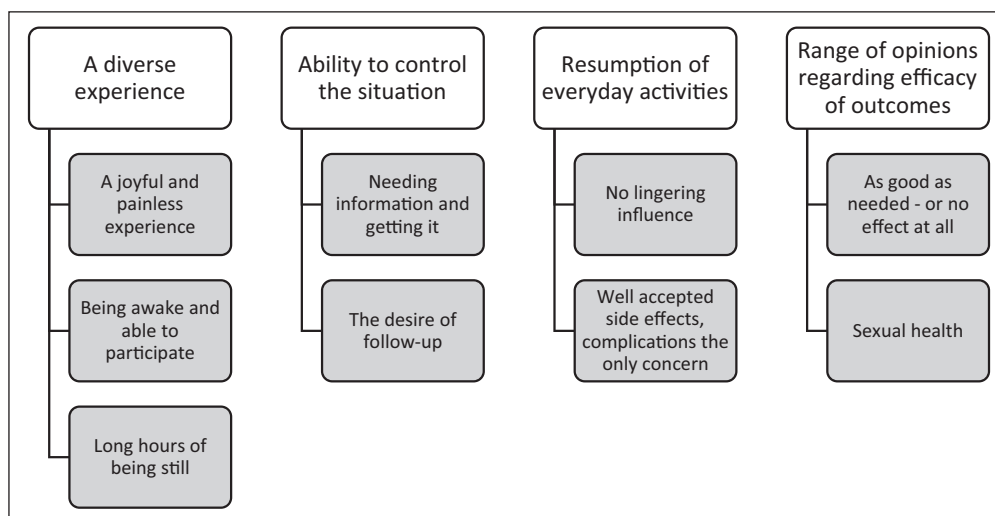 A diverse
experience
A joyful and
painless
experience
Being awake and
able to
participate
Long hours of
being still
Ability to control
the situation
Needing
information and
getting it
The desire of
follow-up
Resumption of
everyday activities
No lingering
influence
Well accepted
side effects,
complications the
only concern
Range of opinions
regarding efficacy
of outcomes
As good as
needed - or no
effect at all
Sexual health